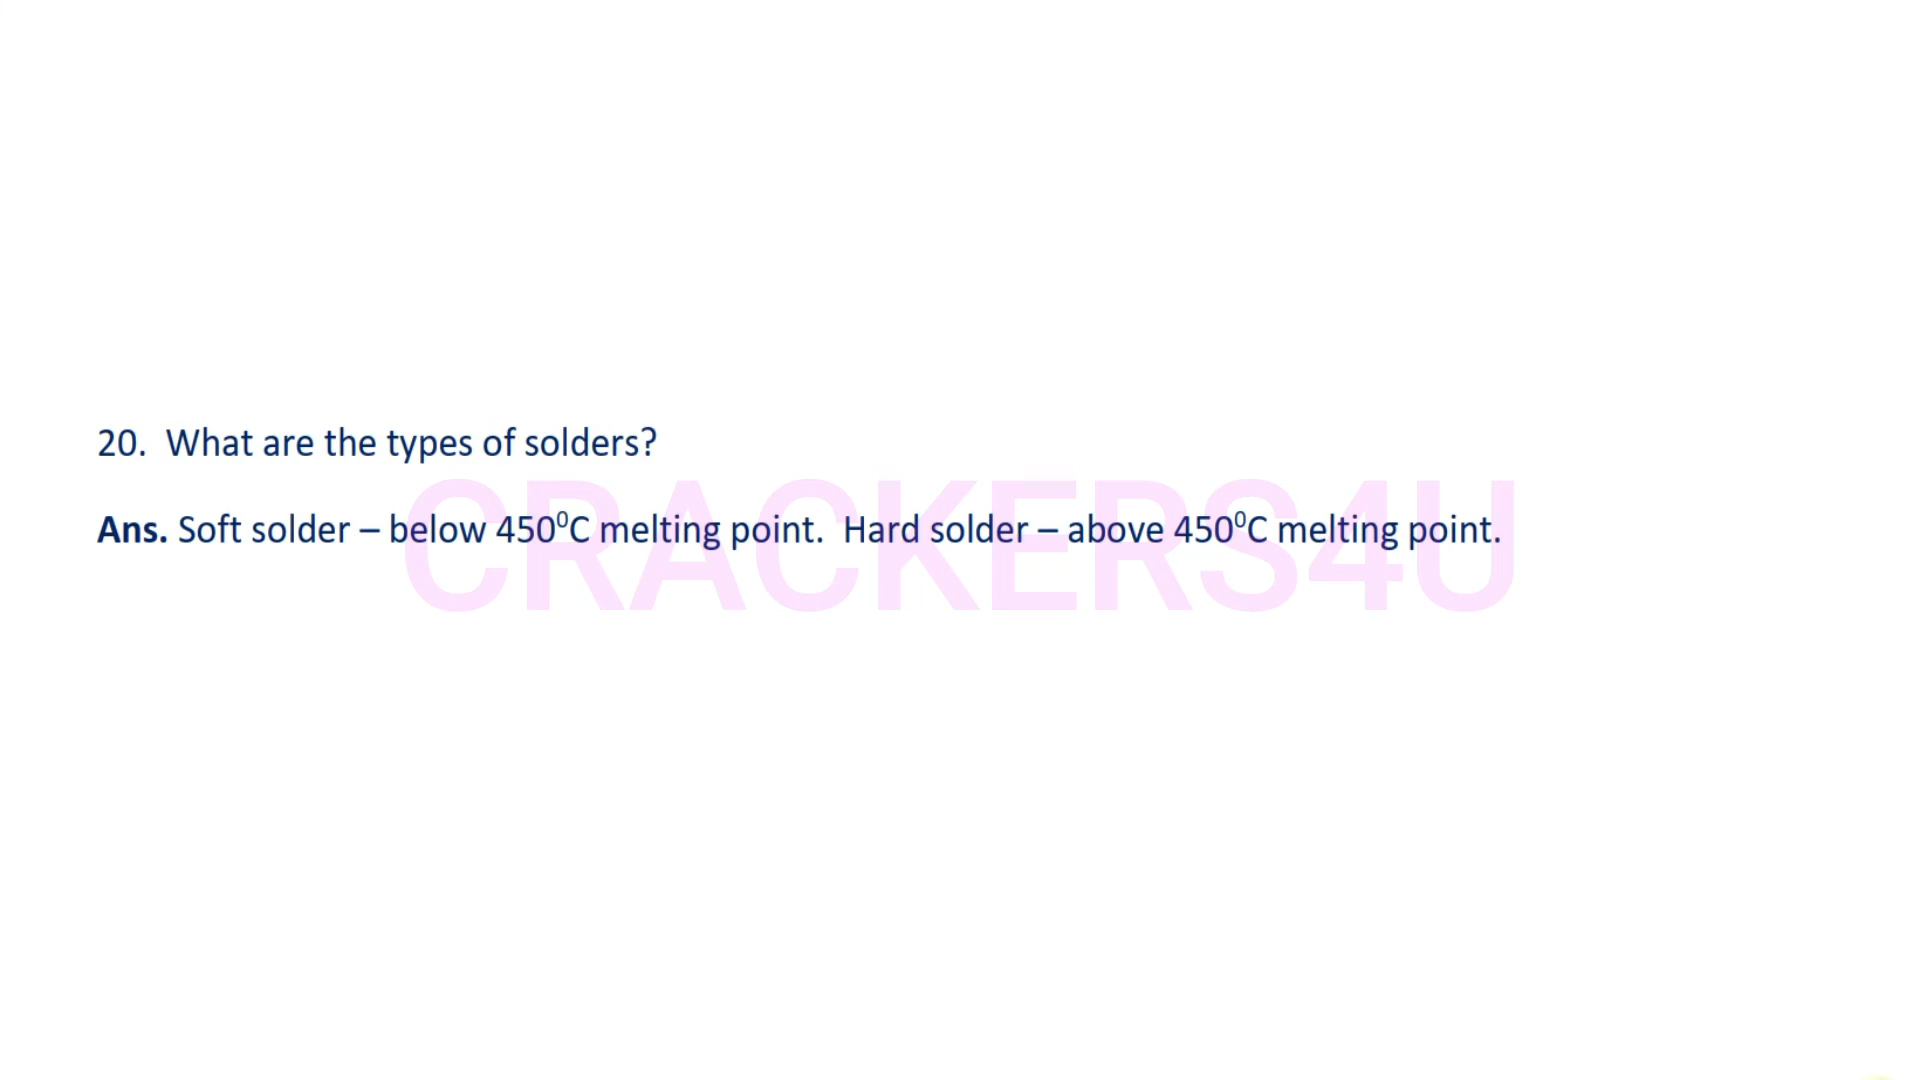 20.  What are the types of solders?
CRACKERS4U
Ans. Soft solder – below 450⁰C melting point.  Hard solder – above 450⁰C melting point.